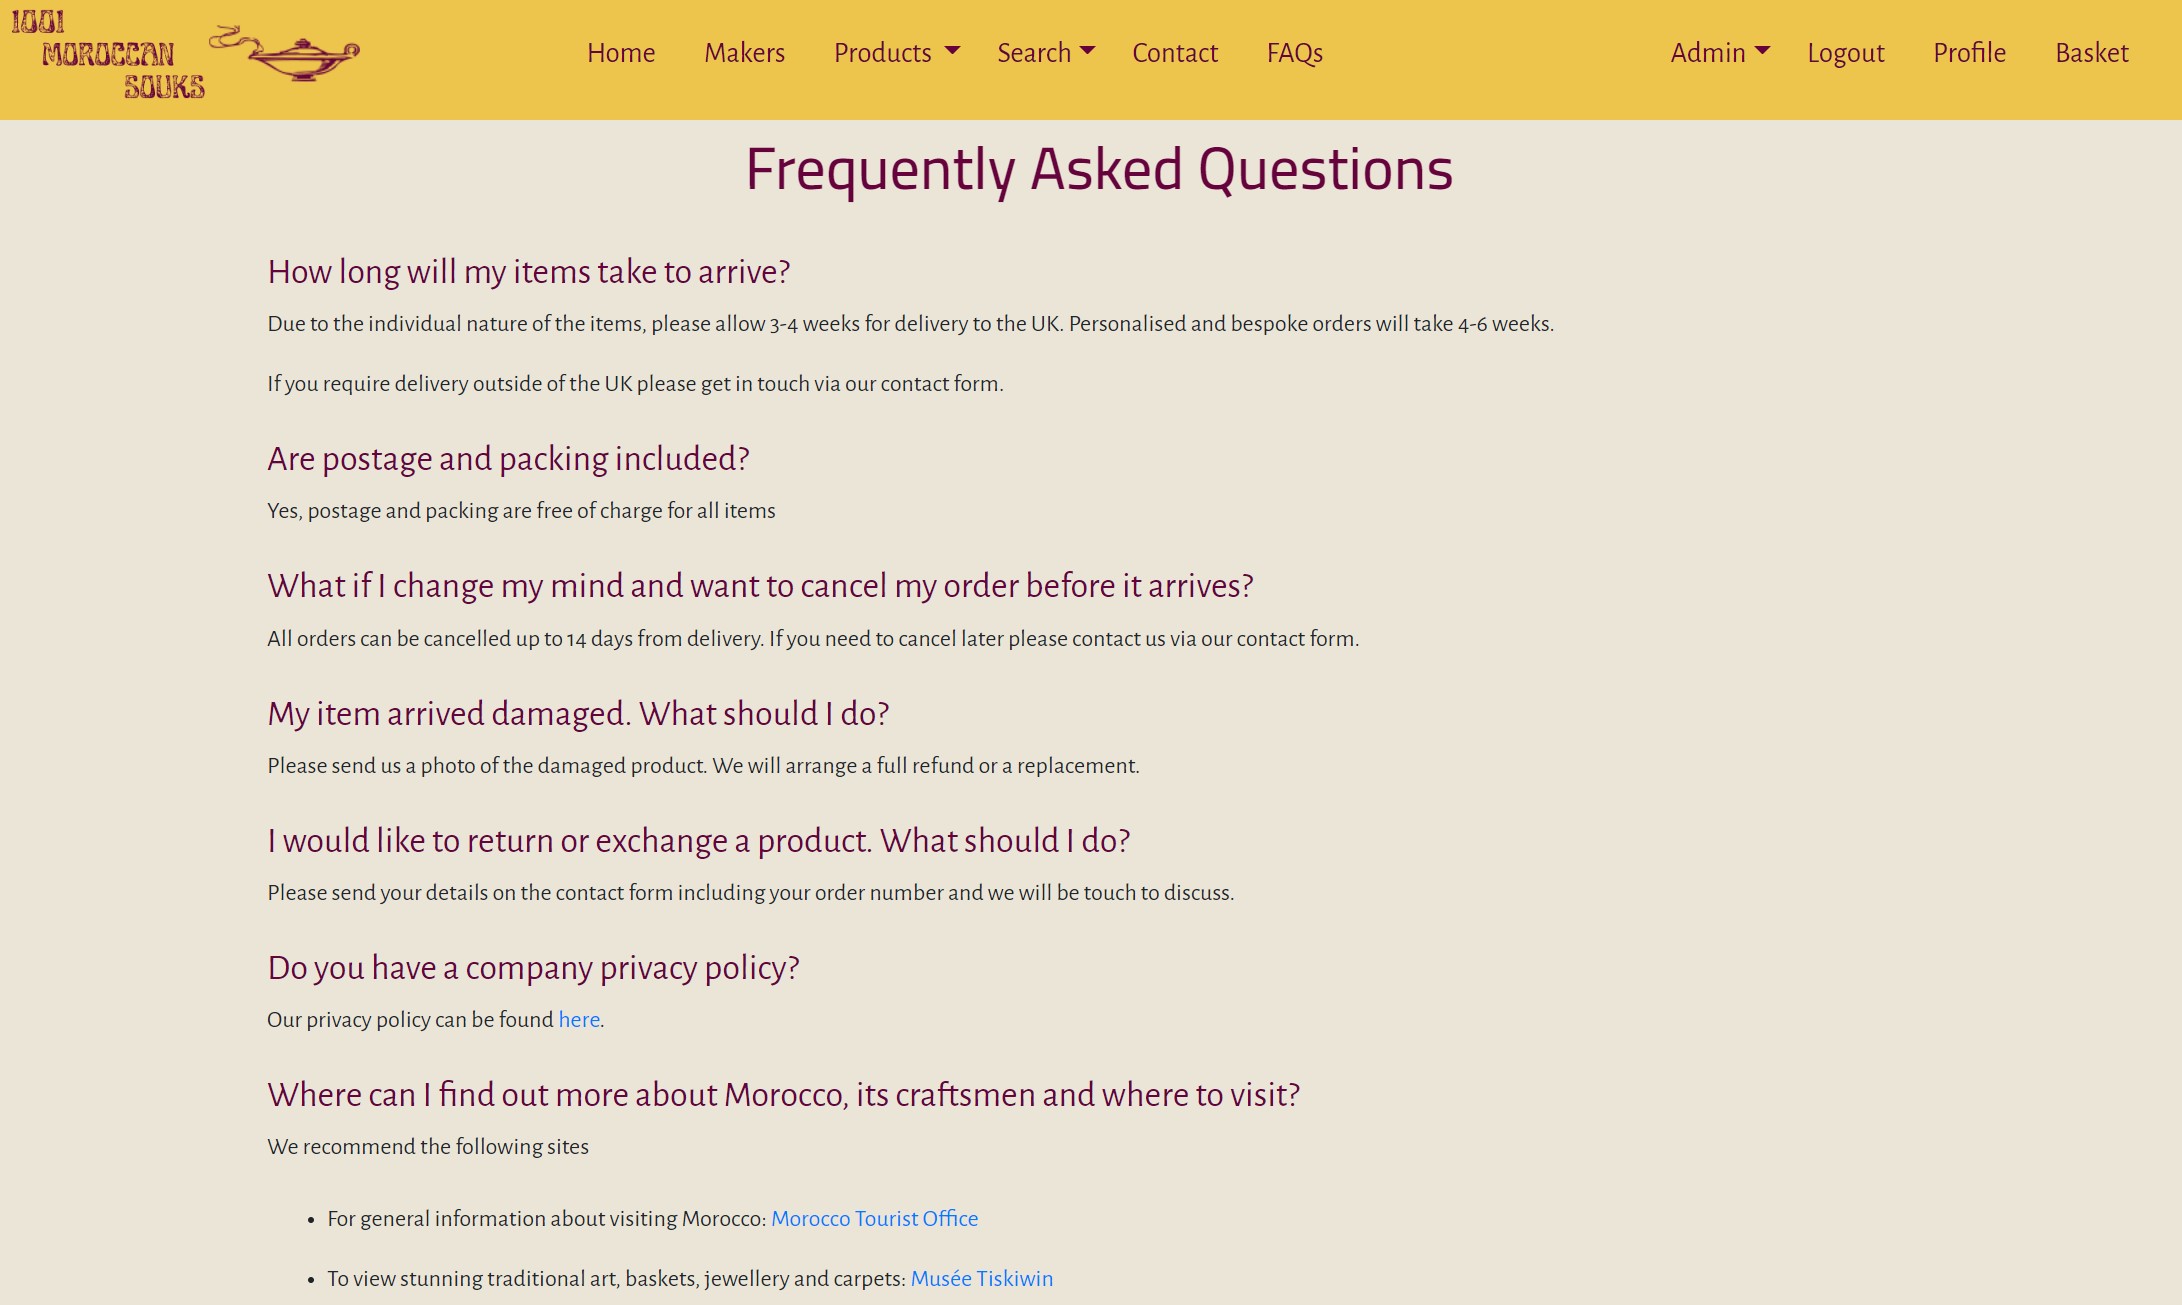 1001
MOROCCAN
SOUKS
Home Makers Products Search Contact FAQs Admin Logout Profile Basket
Frequently Asked Questions
How long will my items take to arrive?
Due to the individual nature of the items, please allow 3-4 weeks for delivery to the UK. Personalised and bespoke orders will take 4-6 weeks.
If you require delivery outside of the UK please get in touch via our contact form.
Are postage and packing included?
Yes, postage and packing are free of charge for all items
What if I change my mind and want to cancel my order before it arrives?
All orders can be cancelled up to 14 days from delivery. If you need to cancel later please contact us via our contact form.
My item arrived damaged. What should I do?
Please send us a photo of the damaged product. We will arrange a full refund or a replacement.
I would like to return or exchange a product. What should I do?
Please send your details on the contact form including your order number and we will be touch to discuss.
Do you have a company privacy policy?
Our privacy policy can be found here.
Where can I find out more about Morocco, its craftsmen and where to visit?
We recommend the following sites
• For general information about visiting Morocco: Morocco Tourist Office
• To view stunning traditional art, baskets, jewellery and carpets: Musée Tiskiwin